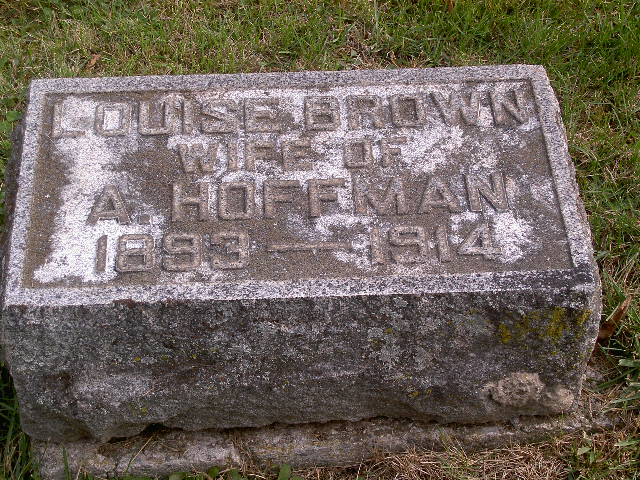 LOUISE BROWN
WIFE OF
A. HOFFMAN
1893 — 1914